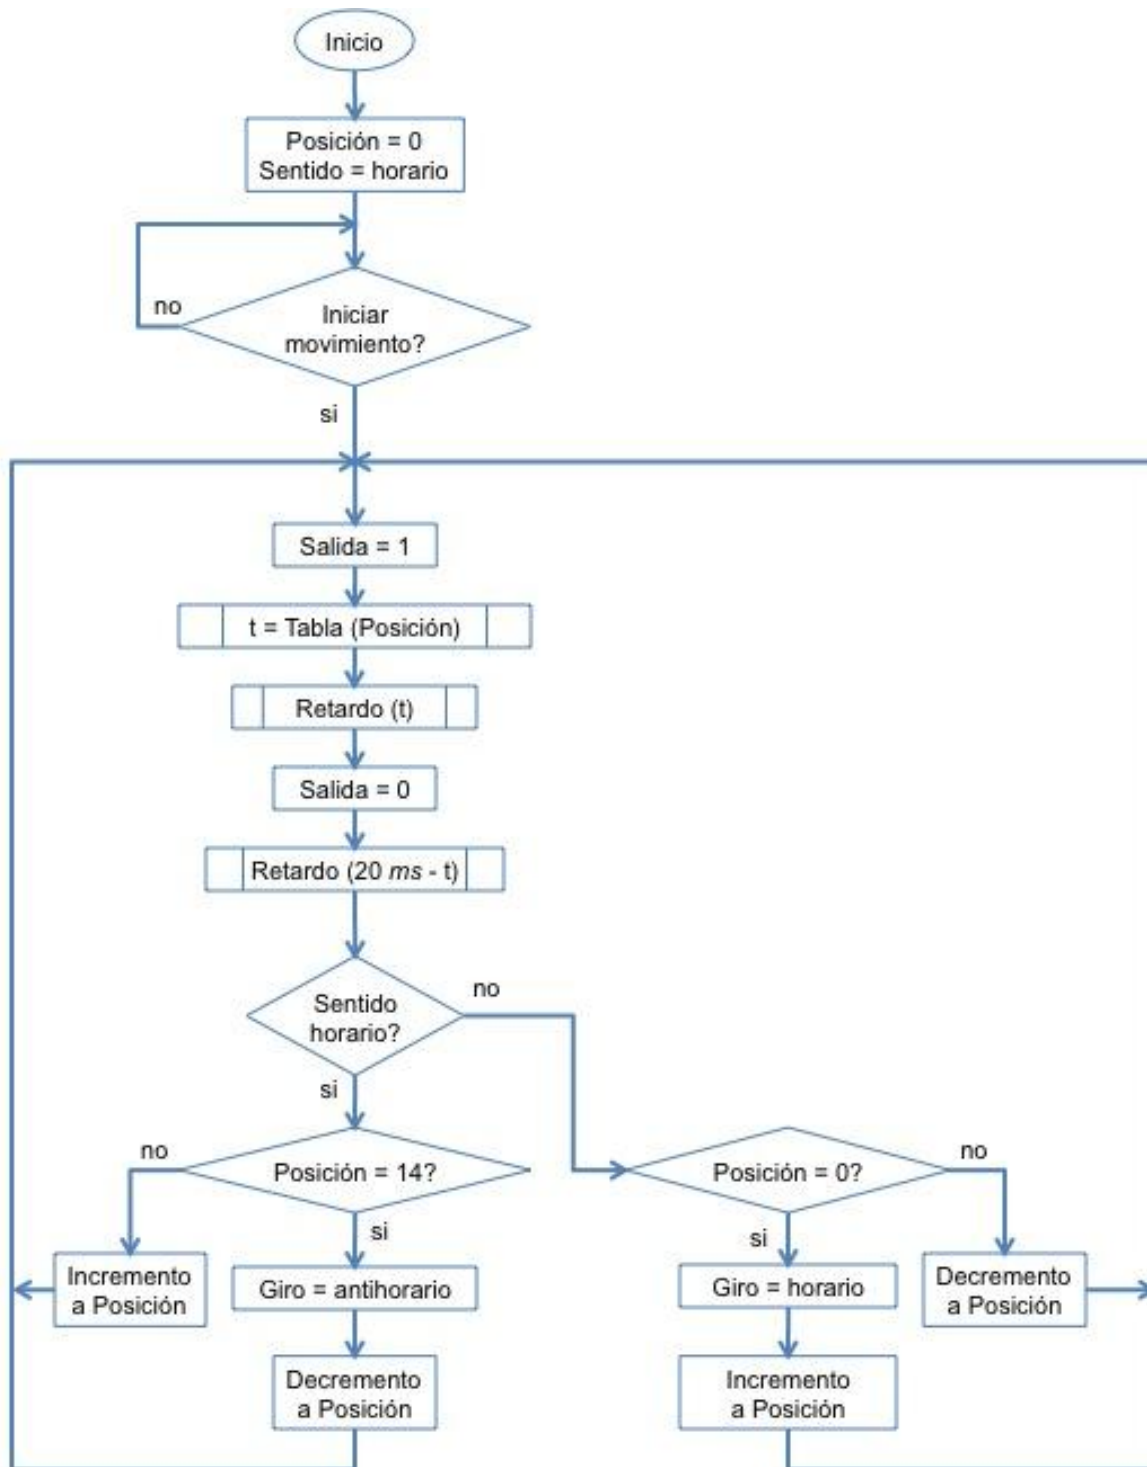 Inicio
Posición = 0
Sentido = horario
no
Iniciar
movimiento?
si
Salida = 1
t = Tabla (Posición)
Retardo (t)
Salida = 0
Retardo (20 ms - t)
Sentido
horario?
no
si
no
Posición = 14?
si
Incremento
a Posición
Giro = antihorario
Decremento
a Posición
Posición = 0?
no
si
Giro = horario
Decremento
a Posición
Incremento
a Posición